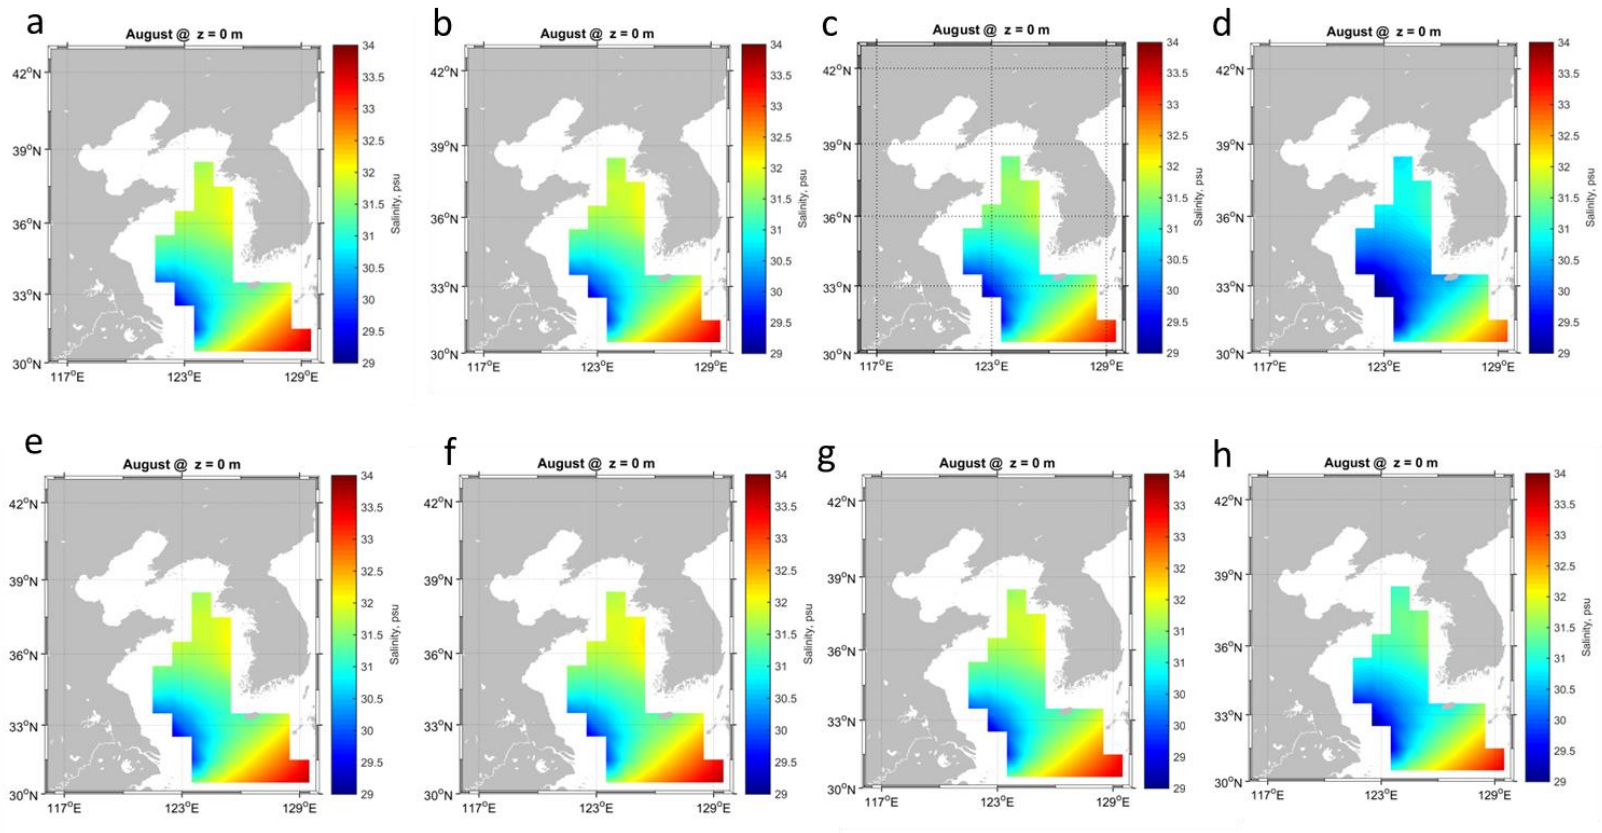 a
August @ z = 0 m
42°N
39°N
36°N
33°N
30°N
117°E 123°E 129°E
34
33.5
33
32.5
32
31.5
31
30.5
30
29.5
29
Salinity, psu
b
August @ z = 0 m
42°N
39°N
36°N
33°N
30°N
117°E 123°E 129°E
34
33.5
33
32.5
32
31.5
31
30.5
30
29.5
29
Salinity, psu
c
August @ z = 0 m
42°N
39°N
36°N
33°N
30°N
117°E 123°E 129°E
34
33.5
33
32.5
32
31.5
31
30.5
30
29.5
29
Salinity, psu
d
August @ z = 0 m
42°N
39°N
36°N
33°N
30°N
117°E 123°E 129°E
34
33.5
33
32.5
32
31.5
31
30.5
30
29.5
29
Salinity, psu
e
August @ z = 0 m
42°N
39°N
36°N
33°N
30°N
117°E 123°E 129°E
34
33.5
33
32.5
32
31.5
31
30.5
30
29.5
29
Salinity, psu
f
August @ z = 0 m
42°N
39°N
36°N
33°N
30°N
117°E 123°E 129°E
34
33.5
33
32.5
32
31.5
31
30.5
30
29.5
29
Salinity, psu
g
August @ z = 0 m
42°N
39°N
36°N
33°N
30°N
117°E 123°E 129°E
34
33
33
32
32
31
31
30
30
29
29
Salinity, psu
h
August @ z = 0 m
42°N
39°N
36°N
33°N
30°N
117°E 123°E 129°E
34
33.5
33
32.5
32
31.5
31
30.5
30
29.5
29
Salinity, psu